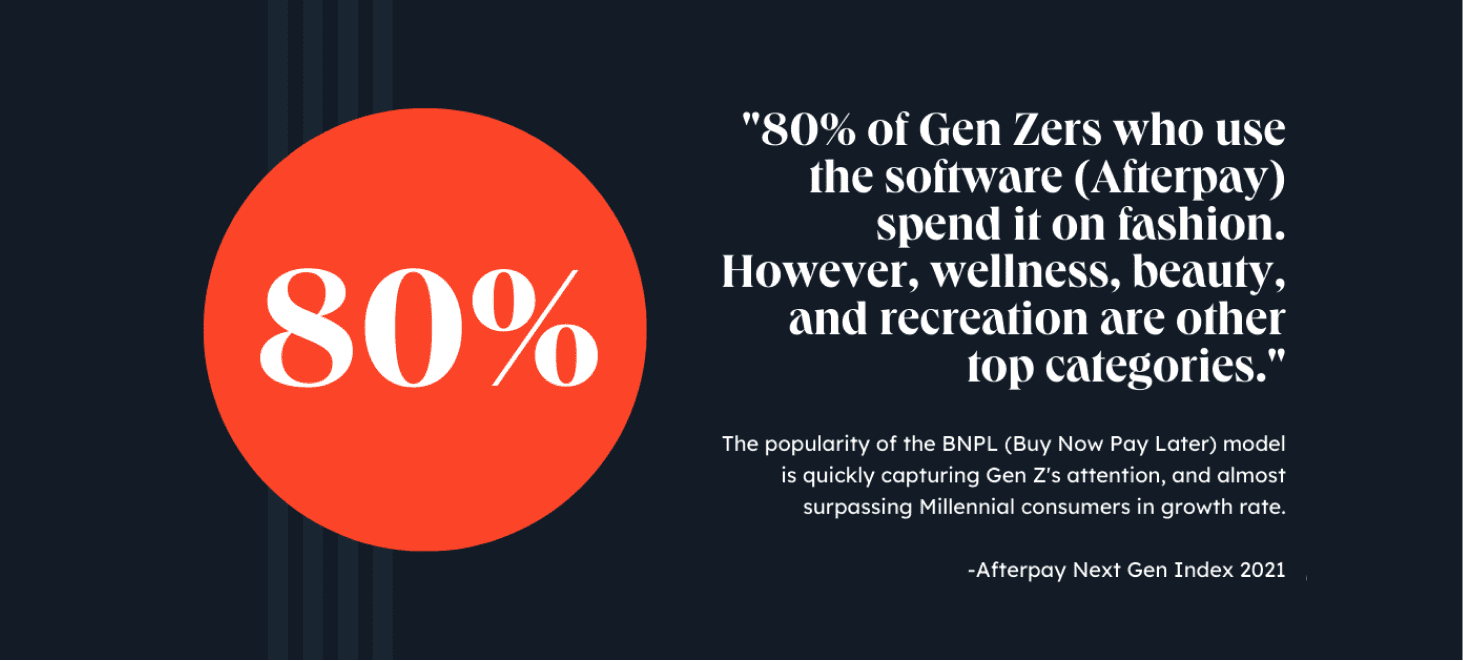 80%
"80% of Gen Zers who use
the software (Afterpay)
spend it on fashion.
However, wellness, beauty,
and recreation are other
top categories."
The popularity of the BNPL (Buy Now Pay Later) model
is quickly capturing Gen Z's attention, and almost
surpassing Millennial consumers in growth rate.
-Afterpay Next Gen Index 2021